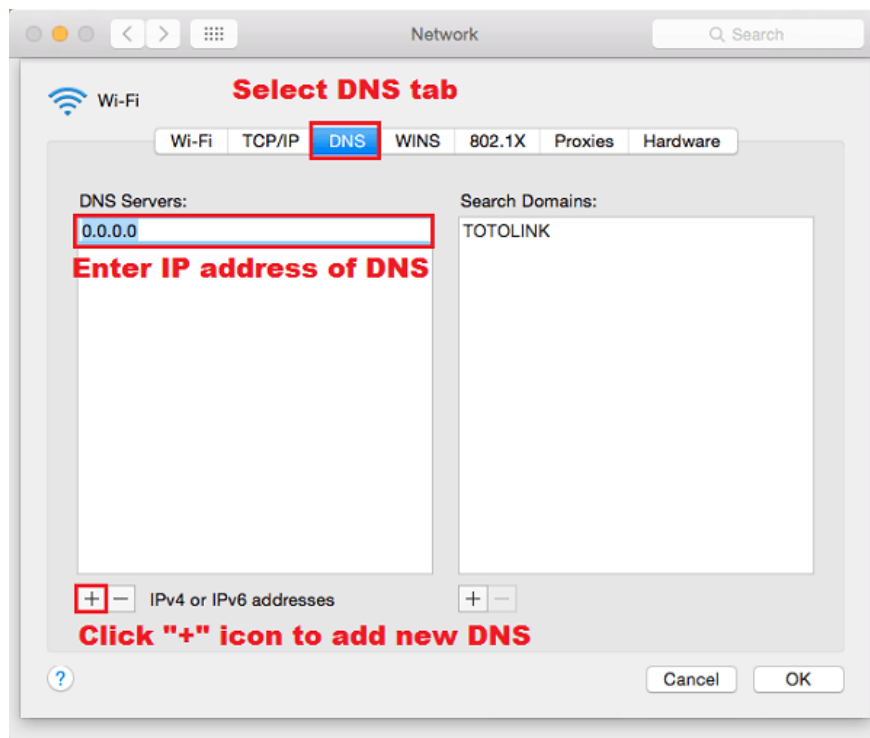 Network
Search
Wi-Fi
Select DNS tab
Wi-Fi TCP/IP DNS WINS 802.1X Proxies Hardware
DNS Servers:
Search Domains:
0.0.0.0
TOTOLINK
Enter IP address of DNS
+ − IPv4 or IPv6 addresses
+ −
Click "+" icon to add new DNS
?
Cancel
OK